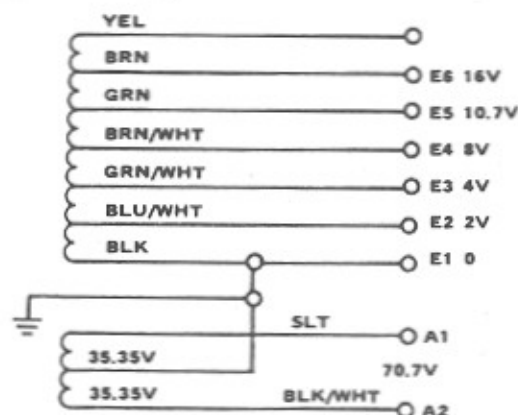 YEL
BRN
E6 16V
GRN
E5 10.7V
BRN/WHT
E4 8V
GRN/WHT
E3 4V
BLU/WHT
E2 2V
BLK
E1 0
SLT
A1
35.35V
70.7V
35.35V
BLK/WHT
A2